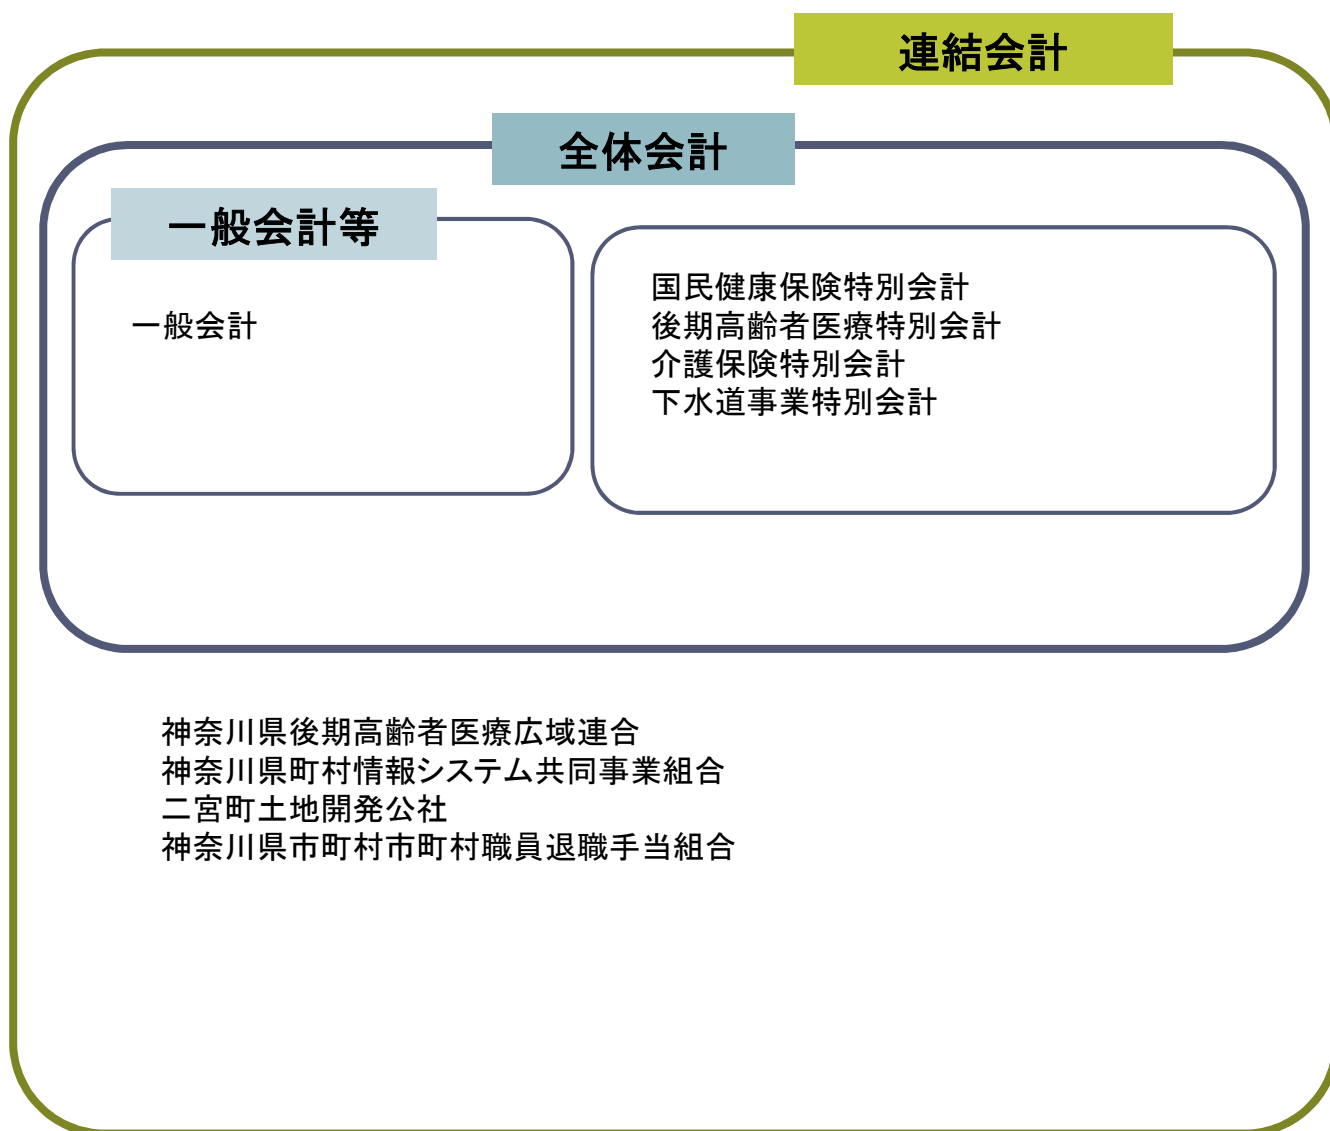 連結会計
全体会計
一般会計等
一般会計
国民健康保険特別会計
後期高齢者医療特別会計
介護保険特別会計
下水道事業特別会計
神奈川県後期高齢者医療広域連合
神奈川県町村情報システム共同事業組合
二宮町土地開発公社
神奈川県市町村市町村職員退職手当組合